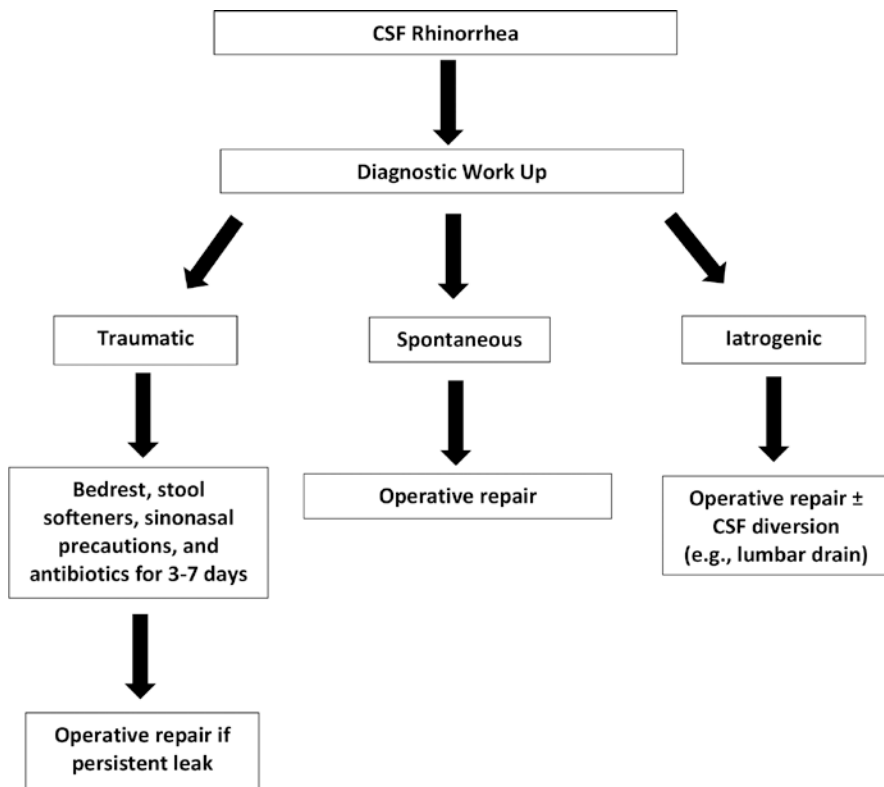 CSF Rhinorrhea
Diagnostic Work Up
Traumatic
Spontaneous
Iatrogenic
Bedrest, stool
softeners, sinonasal
precautions, and
antibiotics for 3-7 days
Operative repair
Operative repair ±
CSF diversion
(e.g., lumbar drain)
Operative repair if
persistent leak